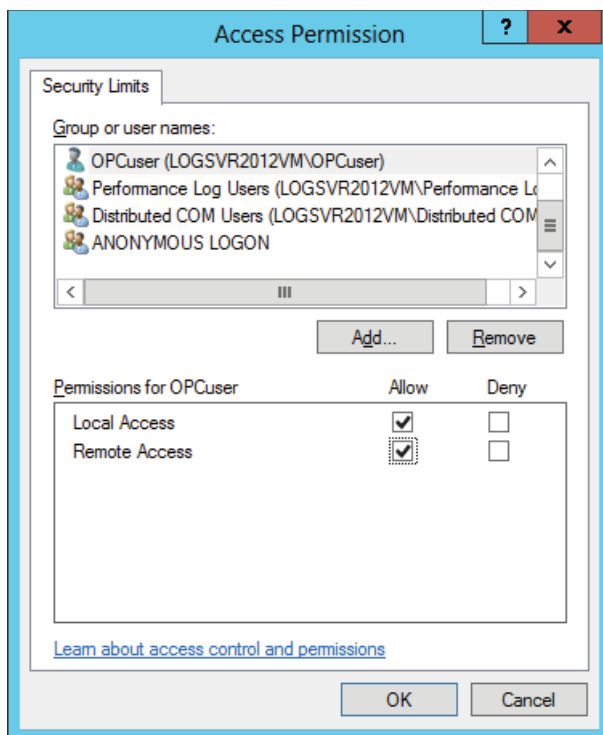 Access Permission
?
x
Security Limits
Group or user names:
OPCuser (LOGSVR2012VM\OPCuser)
Performance Log Users (LOGSVR2012VM\Performance Lo
Distributed COM Users (LOGSVR2012VM\Distributed COM
ANONYMOUS LOGON
Add...
Remove
Permissions for OPCuser Allow Deny
Local Access
Remote Access
Learn about access control and permissions
OK
Cancel